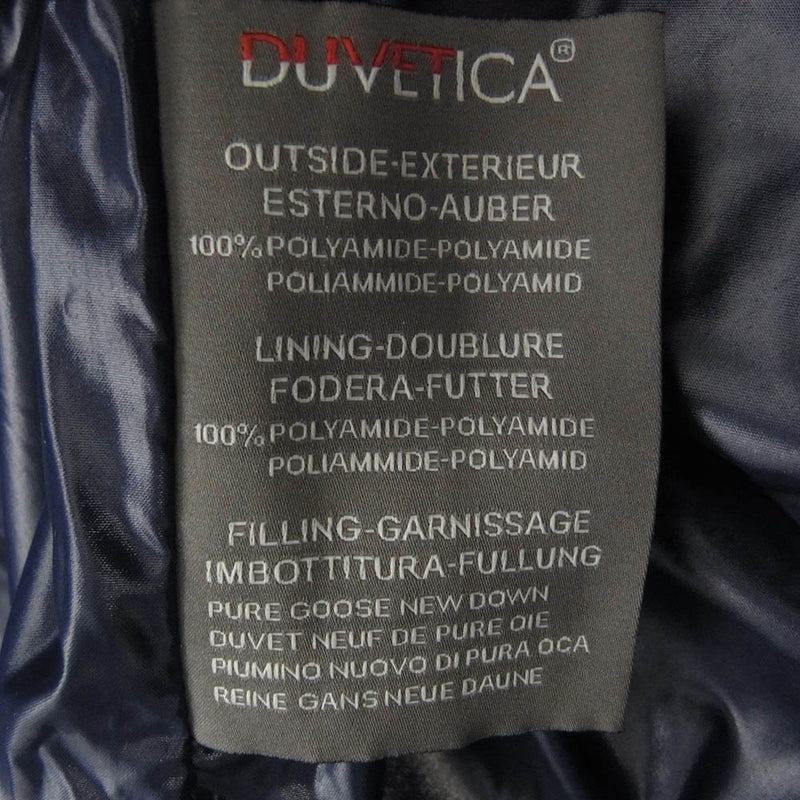 DUVETICA®
OUTSIDE-EXTERIEUR
ESTERNO-AUBER
100% POLYAMIDE-POLYAMIDE
POLIAMMIDE-POLYAMID
LINING-DOUBLURE
FODERA-FUTTER
100% POLYAMIDE-POLYAMIDE
POLIAMMIDE-POLYAMID
FILLING-GARNISSAGE
IMBOTTITURA-FULLUNG
PURE GOOSE NEW DOWN
DUVET NEUF DE PURE OIE
PIUMINO NUOVO DI PURA OCA
REINE GANS NEUE DAUNE